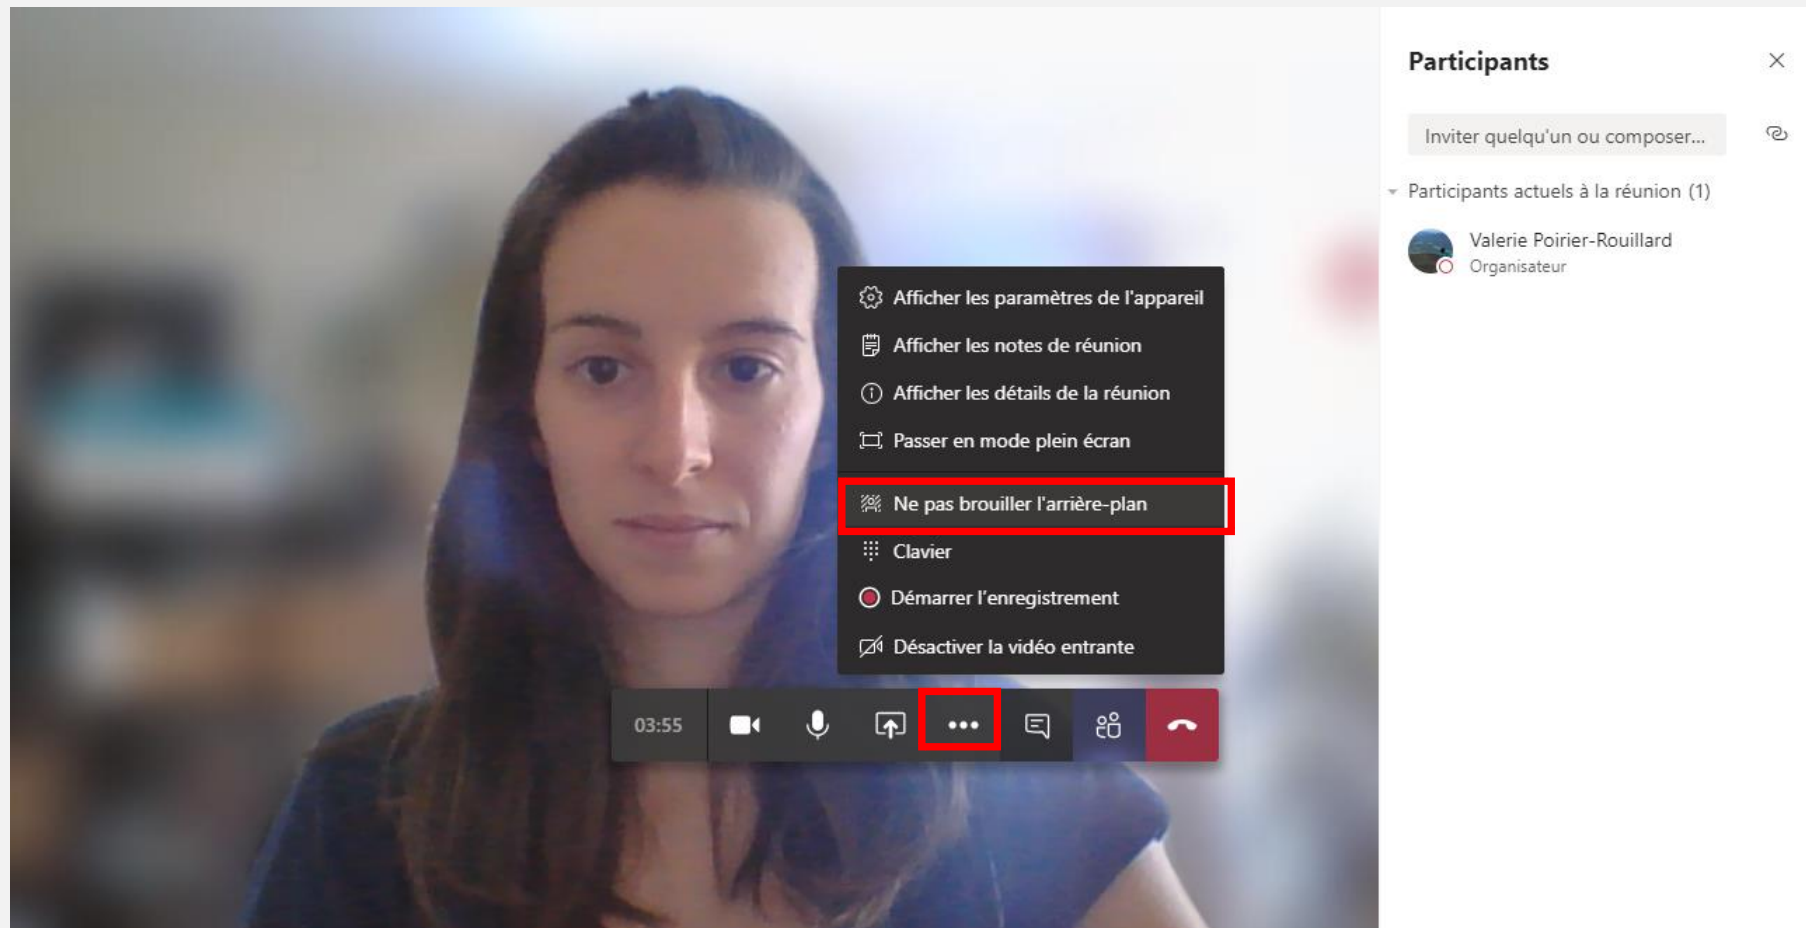 Participants
Inviter quelqu'un ou composer...
Participants actuels à la réunion (1)
Valerie Poirier-Rouillard
Organisateur
Afficher les paramètres de l'appareil
Afficher les notes de réunion
Afficher les détails de la réunion
Passer en mode plein écran
Ne pas brouiller l'arrière-plan
Clavier
Démarrer l'enregistrement
Désactiver la vidéo entrante
03:55